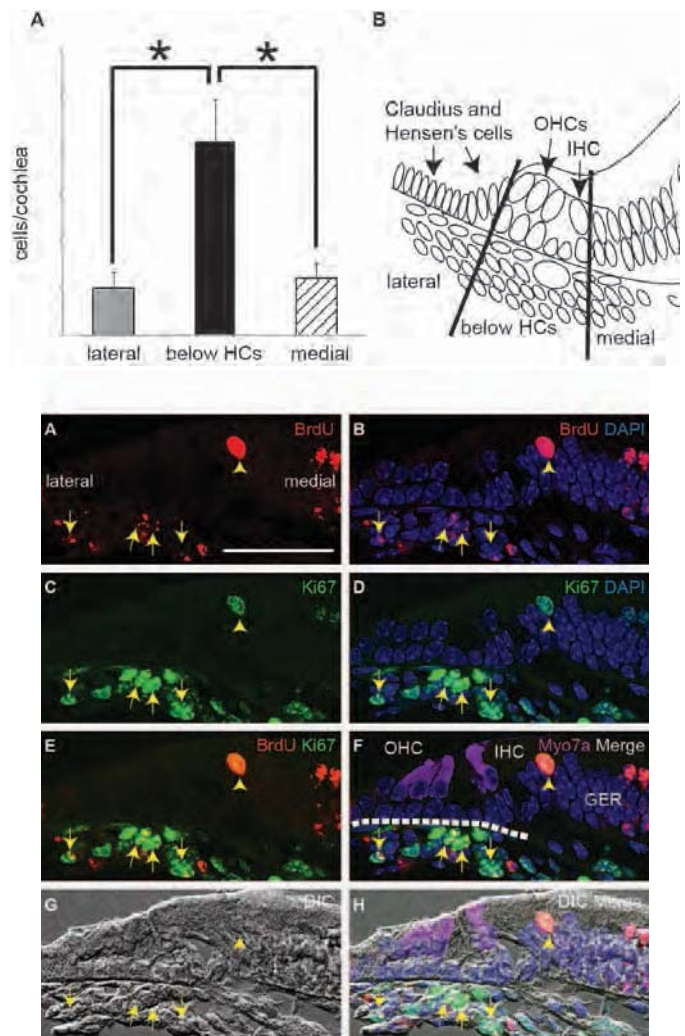 A
* *
cells/cochlea
lateral below HCs medial
B
Claudius and
Hensen's cells
OHCs
IHC
lateral
below HCs
medial
A BrdU
lateral medial
B BrdU DAPI
C Ki67
D Ki67 DAPI
E BrdU Ki67
F Myo7a Merge
OHC IHC
GER
G DIC
H DIC Merge